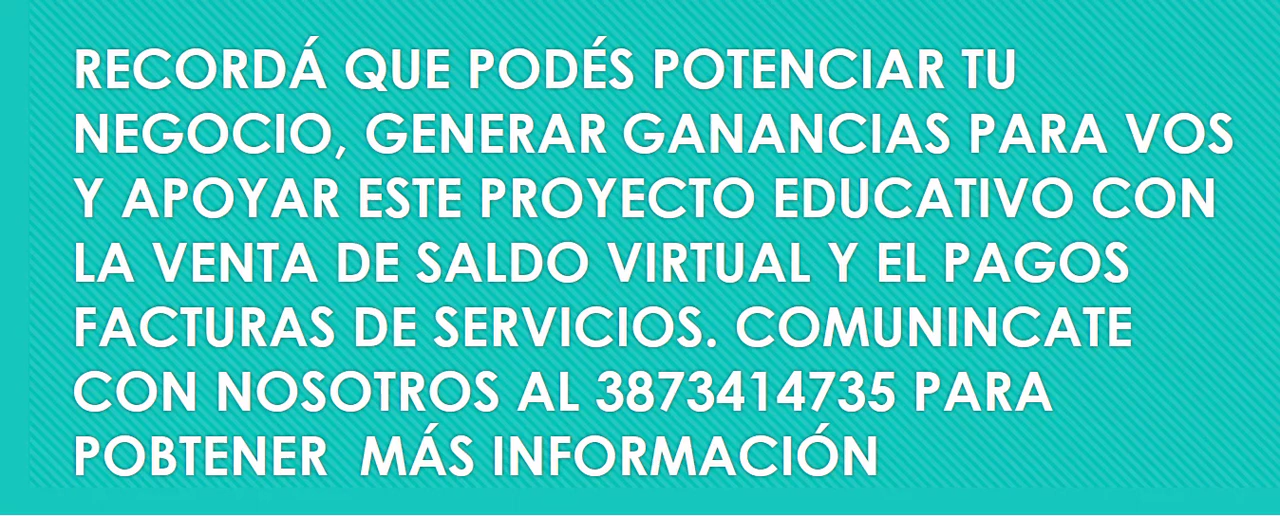 RECORDÁ QUE PODÉS POTENCIAR TU
NEGOCIO, GENERAR GANANCIAS PARA VOS
Y APOYAR ESTE PROYECTO EDUCATIVO CON
LA VENTA DE SALDO VIRTUAL Y EL PAGOS
FACTURAS DE SERVICIOS. COMUNINCATE
CON NOSOTROS AL 3873414735 PARA
POBTENER  MÁS INFORMACIÓN